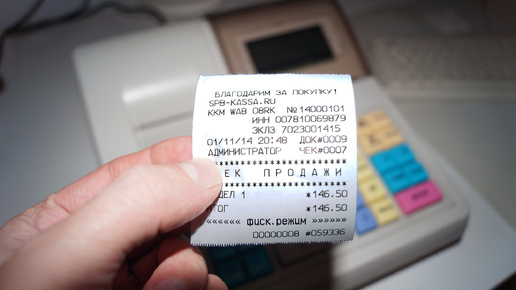 БЛАГОДАРИМ ЗА ПОКУПКУ!
SPB-KASSA.RU
ККМ WAB 08RK №14000101
ИНН 007810069879
ЭКЛЗ 7023001415
01/11/14 20:48 ДОК#0009
АДМИНИСТРАТОР ЧЕК#0007
************************
ЕК ПРОДАЖИ
************************
ДЕЛ 1 *146.50
ТОГ *146.50
«««««« ФИСК.РЕЖИМ »»»»»»
00000008 #059336